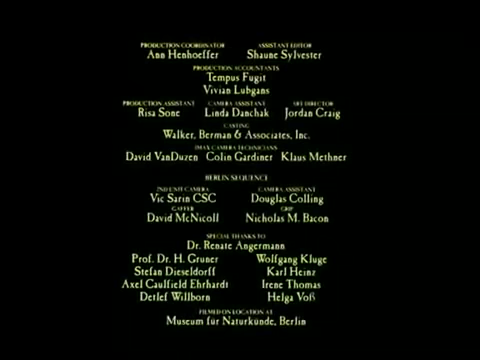 PRODUCTION COORDINATOR ASSISTANT EDITOR
Ann Henhoeffer Shaune Sylvester
PRODUCTION ACCOUNTANTS
Tempus Fugit
Vivian Lubgans
PRODUCTION ASSISTANT CAMERA ASSISTANT ART DIRECTOR
Risa Sone Linda Danchak Jordan Craig
CASTING
Walker, Berman & Associates, Inc.
IMAX CAMERA TECHNICIANS
David VanDuzen Colin Gardiner Klaus Methner
BERLIN SEQUENCE
2ND UNIT CAMERA CAMERA ASSISTANT
Vic Sarin CSC Douglas Colling
GAFFER GRIP
David McNicoll Nicholas M. Bacon
SPECIAL THANKS TO
Dr. Renate Angermann
Prof. Dr. H. Gruner Wolfgang Kluge
Stefan Dieseldorff Karl Heinz
Axel Caulfield Ehrhardt Irene Thomas
Detlef Willborn Helga Voß
FILMED ON LOCATION AT
Museum für Naturkünde, Berlin